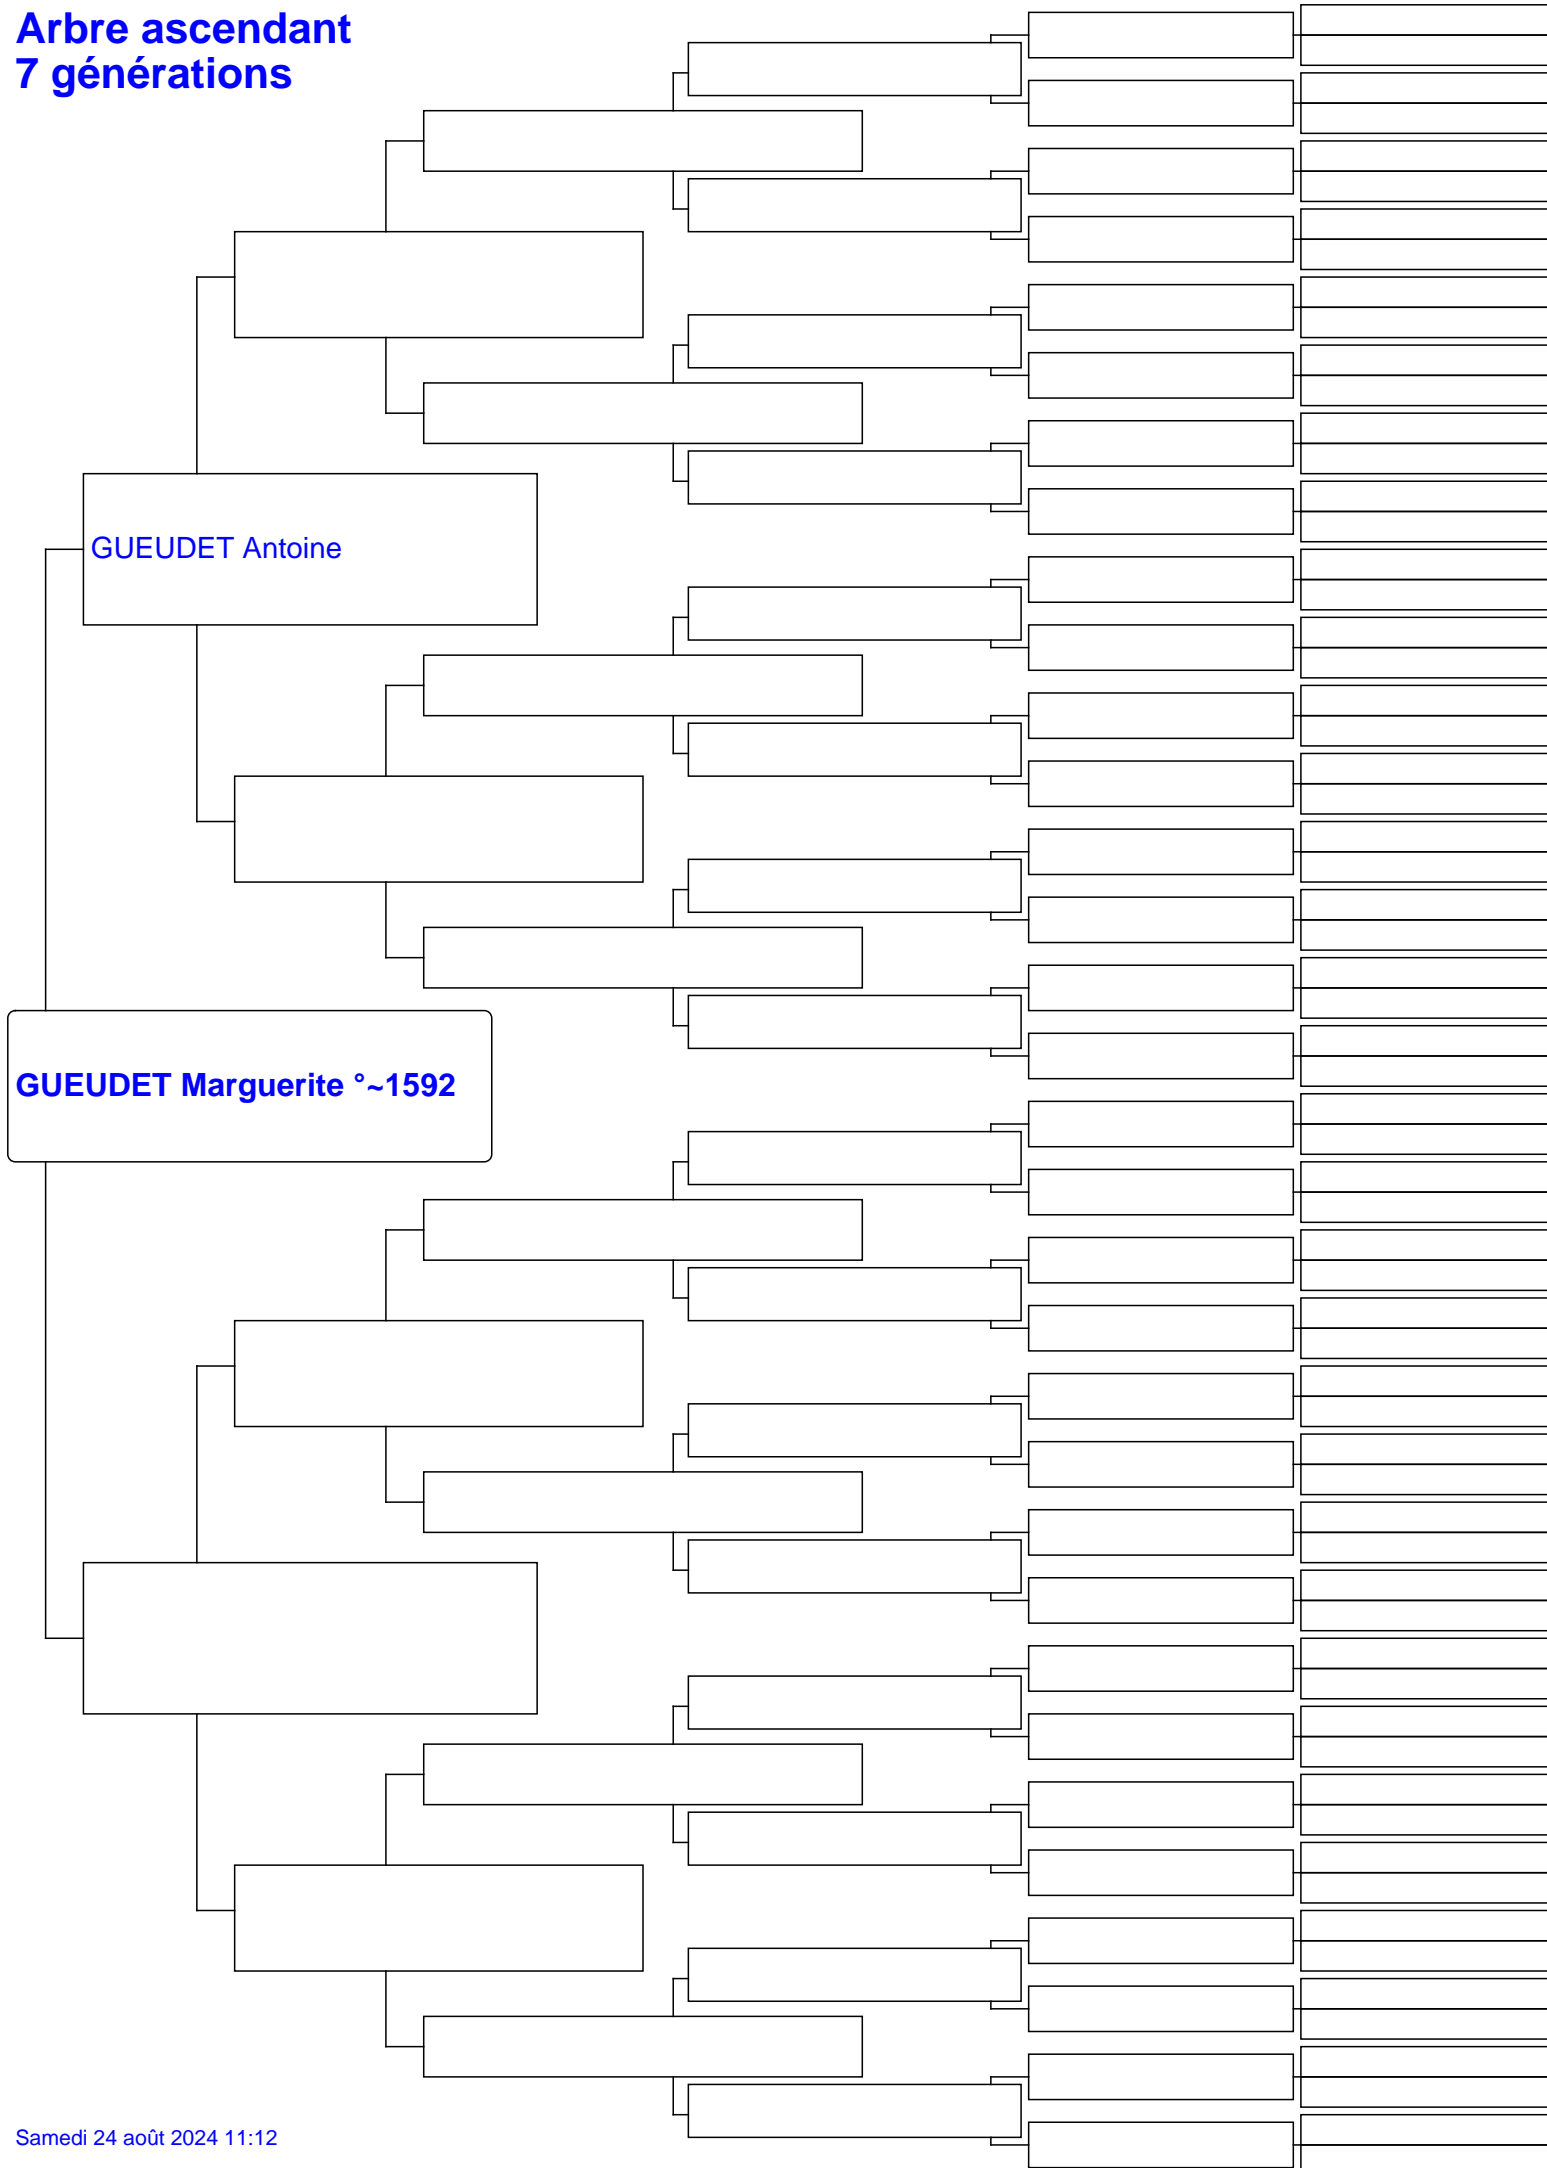 Arbre ascendant
7 générations
GUEUDET Antoine
GUEUDET Marguerite °~1592
Samedi 24 août 2024 11:12